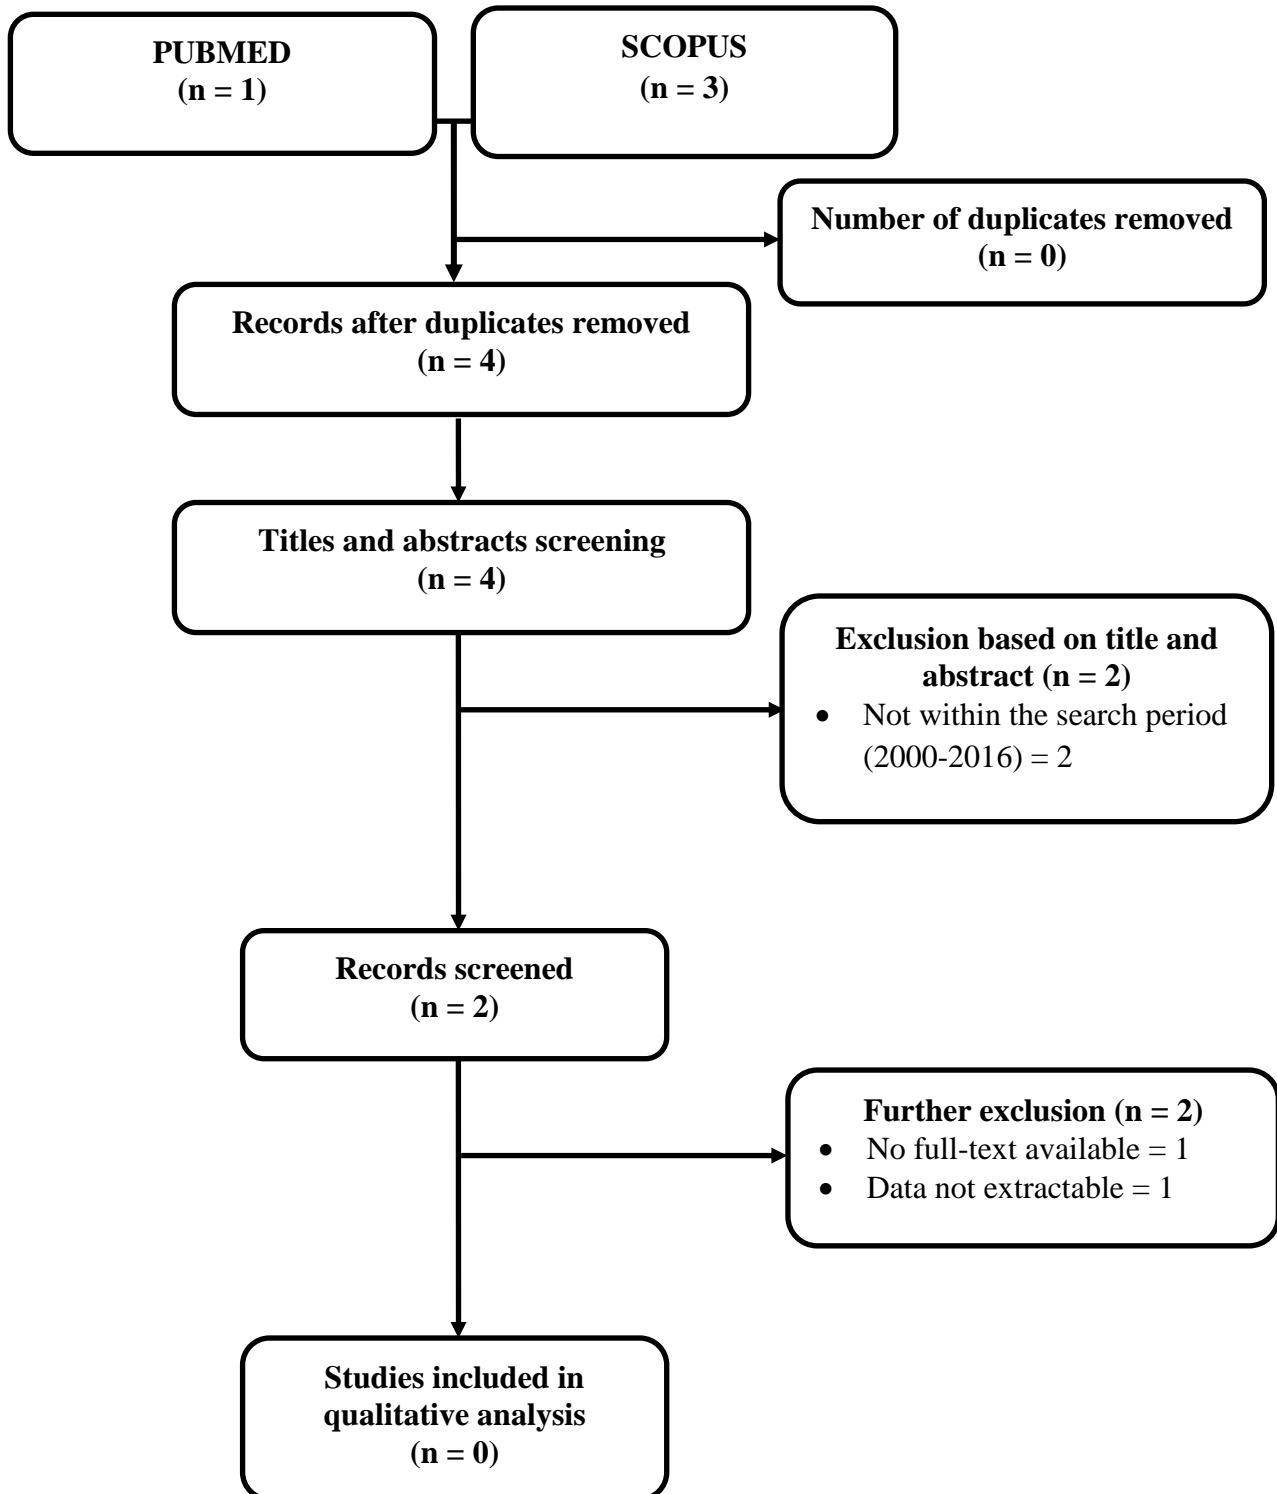 PUBMED
(n = 1)
SCOPUS
(n = 3)
Number of duplicates removed
(n = 0)
Records after duplicates removed
(n = 4)
Titles and abstracts screening
(n = 4)
Exclusion based on title and
abstract (n = 2)
• Not within the search period
(2000-2016) = 2
Records screened
(n = 2)
Further exclusion (n = 2)
• No full-text available = 1
• Data not extractable = 1
Studies included in
qualitative analysis
(n = 0)